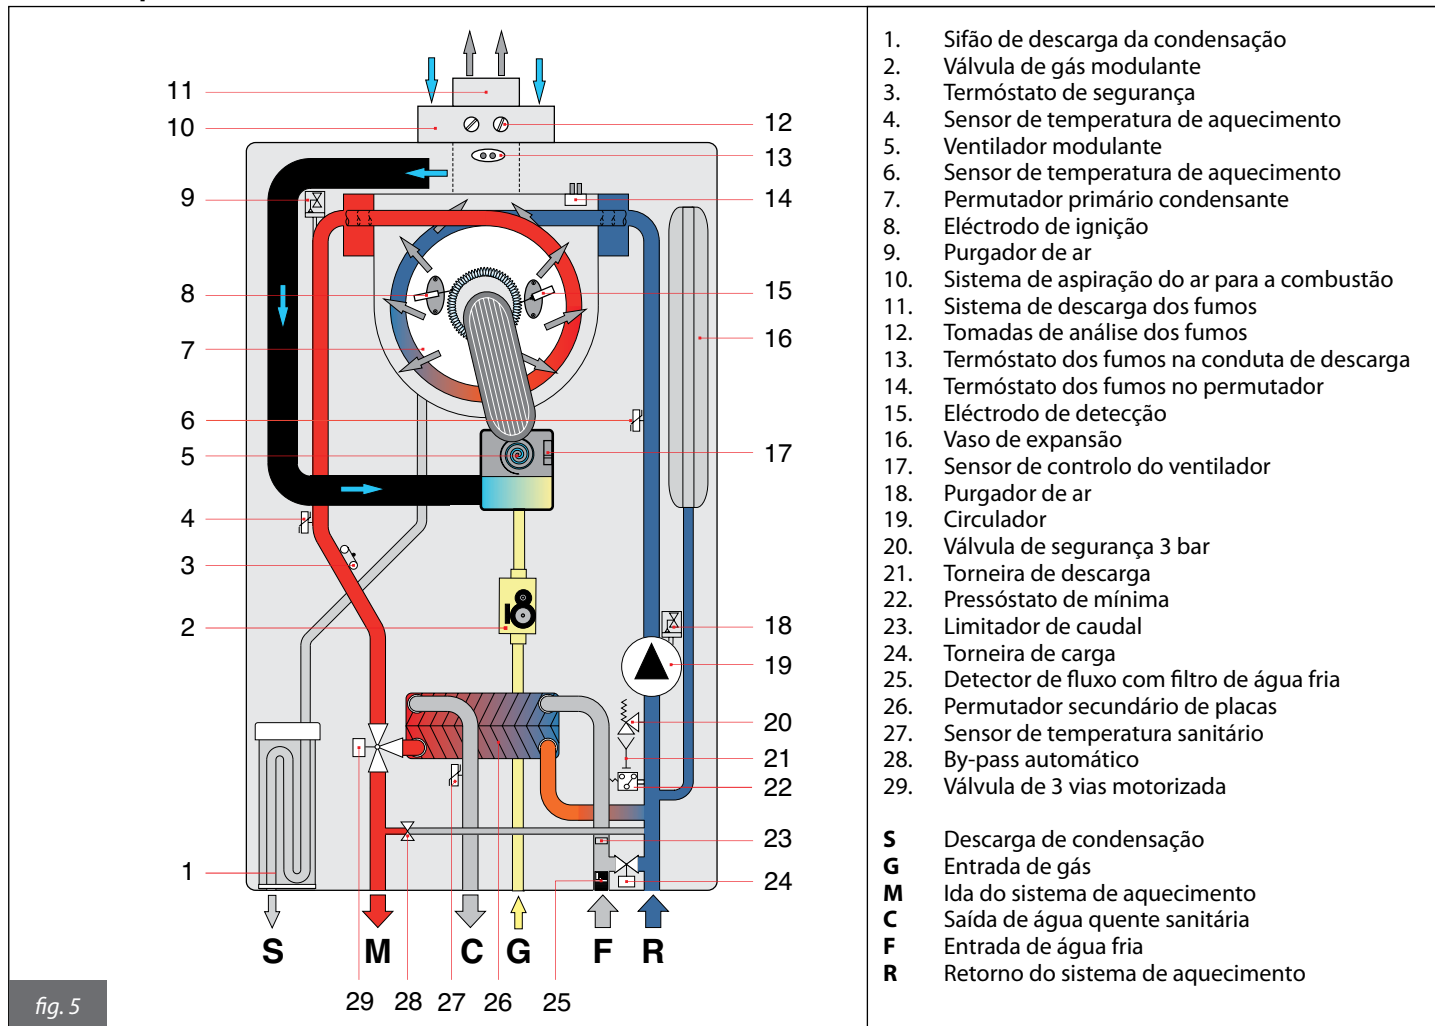 11
10
9
8
7
6
5
4
3
2
1
12
13
14
15
16
17
18
19
20
21
22
23
24
S M C G F R
29 28 27 26 25
fig. 5
1. Sifão de descarga da condensação
2. Válvula de gás modulante
3. Termóstato de segurança
4. Sensor de temperatura de aquecimento
5. Ventilador modulante
6. Sensor de temperatura de aquecimento
7. Permutador primário condensante
8. Eléctrodo de ignição
9. Purgador de ar
10. Sistema de aspiração do ar para a combustão
11. Sistema de descarga dos fumos
12. Tomadas de análise dos fumos
13. Termóstato dos fumos na conduta de descarga
14. Termóstato dos fumos no permutador
15. Eléctrodo de detecção
16. Vaso de expansão
17. Sensor de controlo do ventilador
18. Purgador de ar
19. Circulador
20. Válvula de segurança 3 bar
21. Torneira de descarga
22. Pressóstato de mínima
23. Limitador de caudal
24. Torneira de carga
25. Detector de fluxo com filtro de água fria
26. Permutador secundário de placas
27. Sensor de temperatura sanitário
28. By-pass automático
29. Válvula de 3 vias motorizada
S Descarga de condensação
G Entrada de gás
M Ida do sistema de aquecimento
C Saída de água quente sanitária
F Entrada de água fria
R Retorno do sistema de aquecimento